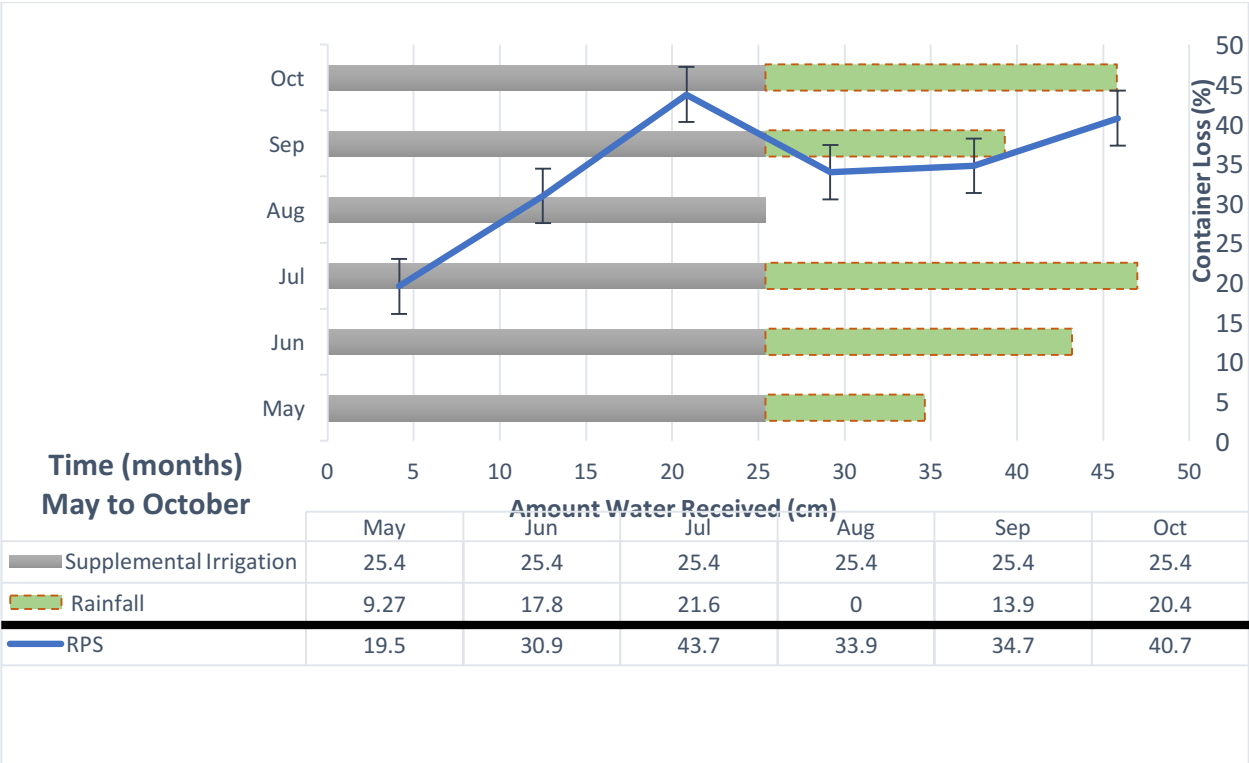 Oct
Sep
Aug
Jul
Jun
May
50
45
40
35
30
25
20
15
10
5
0
Container Loss (%)
0 5 10 15 20 25 30 35 40 45 50
Amount Water Received (cm)
Time (months)
May to October
May Jun Jul Aug Sep Oct
Supplemental Irrigation 25.4 25.4 25.4 25.4 25.4 25.4
Rainfall 9.27 17.8 21.6 0 13.9 20.4
RPS 19.5 30.9 43.7 33.9 34.7 40.7